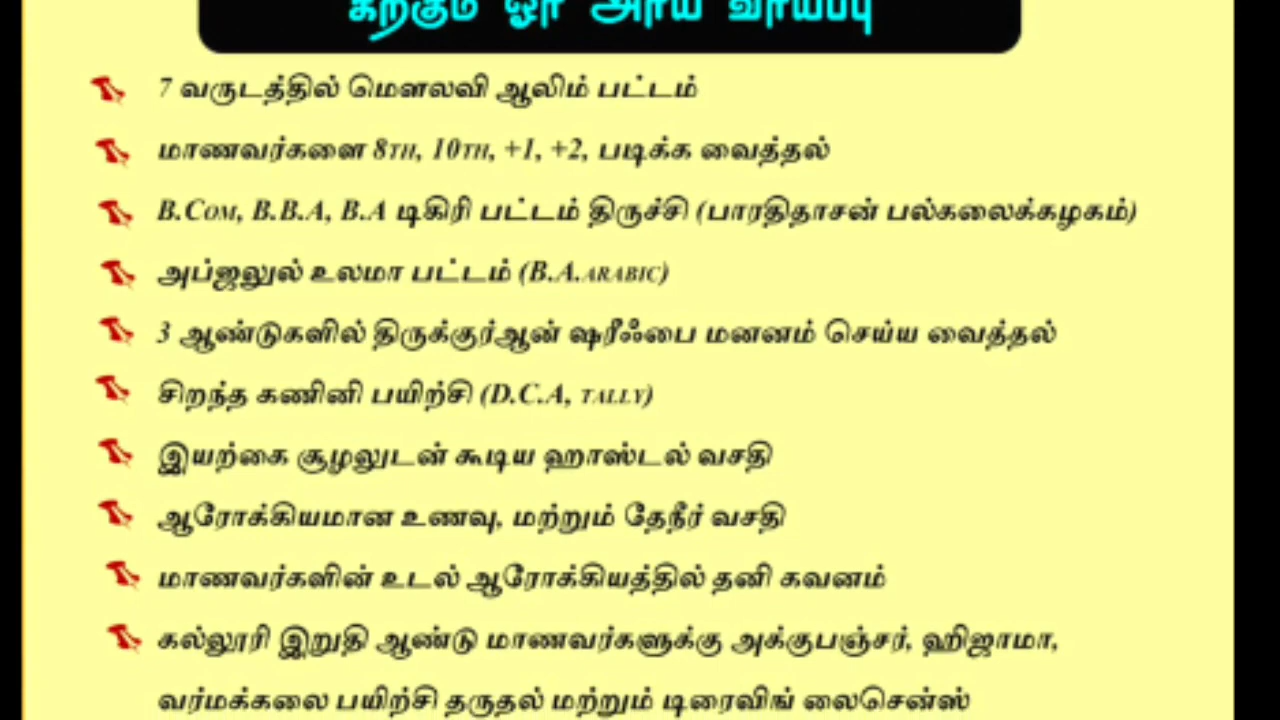 கற்கும் ஓர் அரிய வாய்ப்பு
7 வருடத்தில் மௌலவி ஆலிம் பட்டம்
மாணவர்களை 8TH, 10TH, +1, +2, படிக்க வைத்தல்
B.COM, B.B.A, B.A டிகிரி பட்டம் திருச்சி (பாரதிதாசன் பல்கலைக்கழகம்)
அப்ஜலுல் உலமா பட்டம் (B.A.ARABIC)
3 ஆண்டுகளில் திருக்குர்ஆன் ஷரீஃபை மனனம் செய்ய வைத்தல்
சிறந்த கணினி பயிற்சி (D.C.A, TALLY)
இயற்கை சூழலுடன் கூடிய ஹாஸ்டல் வசதி
ஆரோக்கியமான உணவு, மற்றும் தேநீர் வசதி
மாணவர்களின் உடல் ஆரோக்கியத்தில் தனி கவனம்
கல்லூரி இறுதி ஆண்டு மாணவர்களுக்கு அக்குபஞ்சர், ஹிஜாமா,
வர்மக்கலை பயிற்சி தருதல் மற்றும் டிரைவிங் லைசென்ஸ்